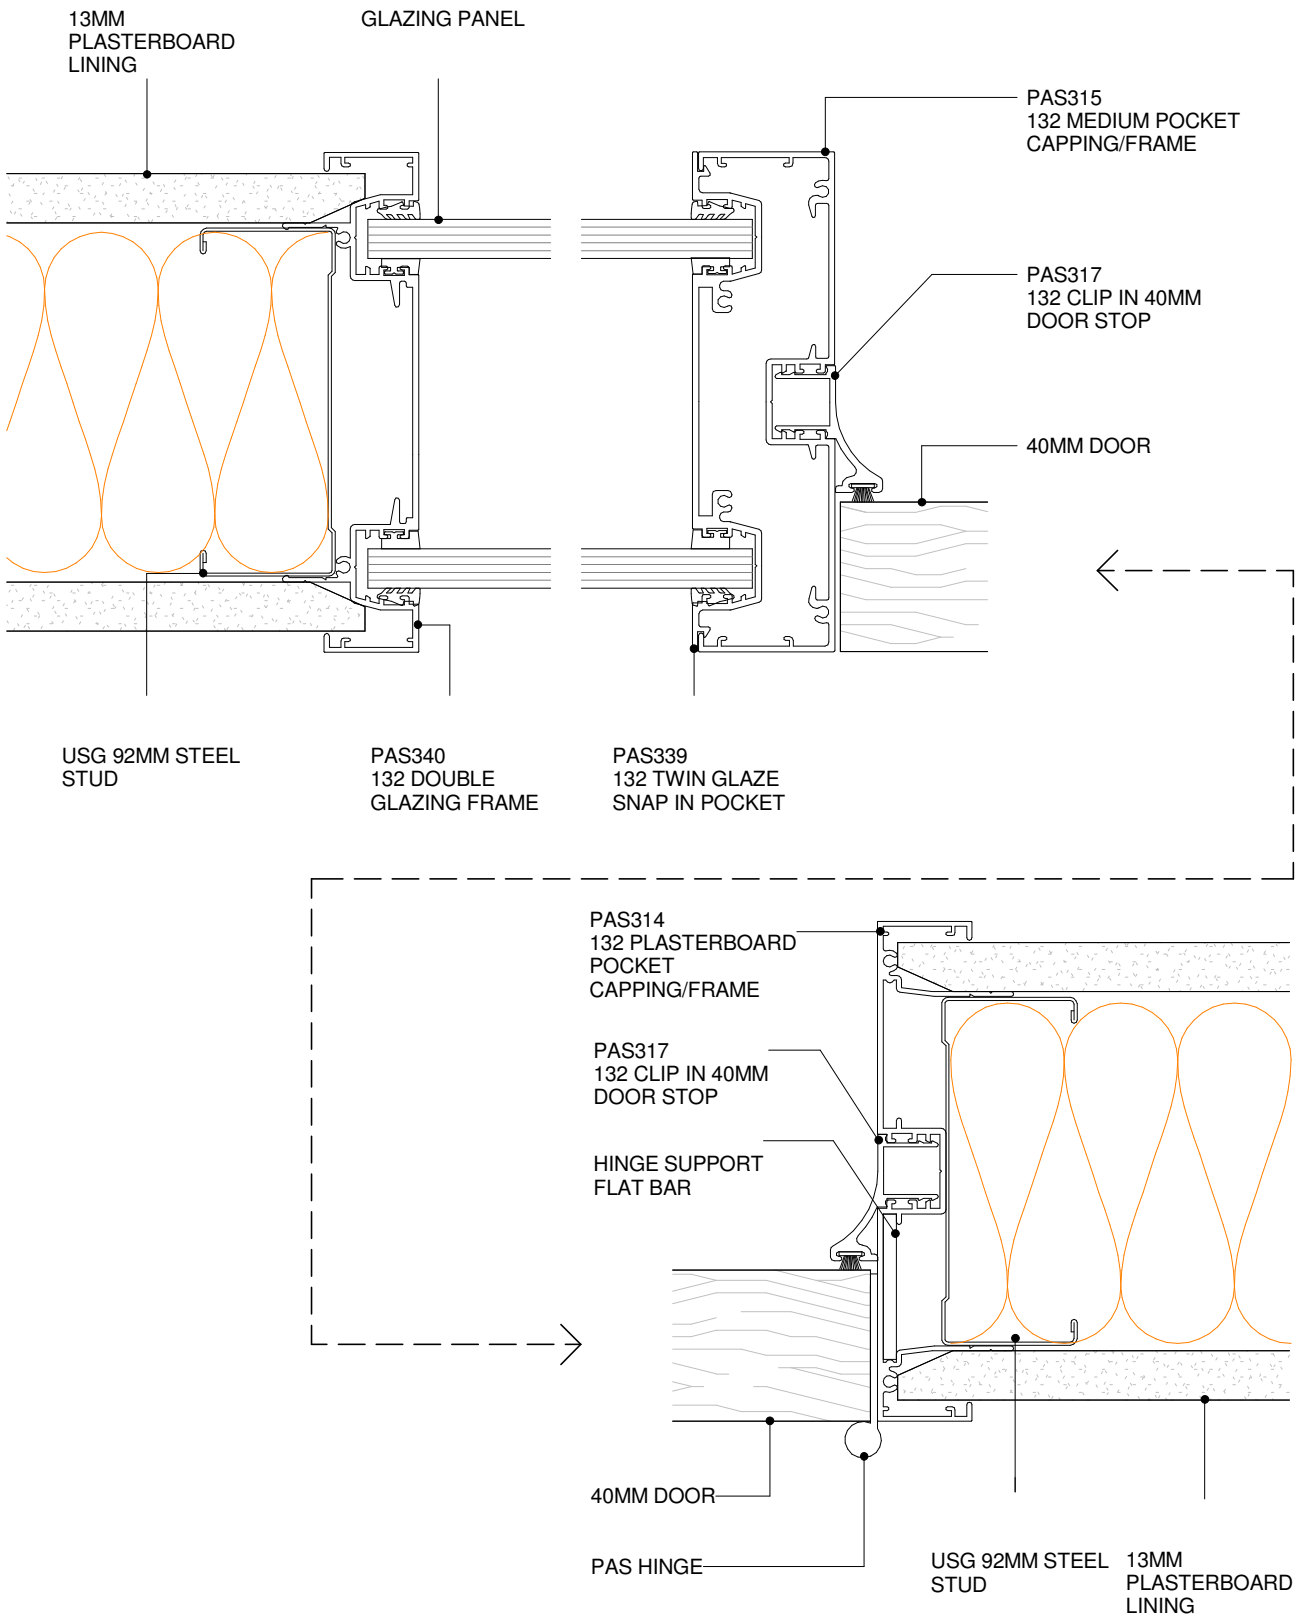 13MM
PLASTERBOARD
LINING
GLAZING PANEL
PAS315
132 MEDIUM POCKET
CAPPING/FRAME
PAS317
132 CLIP IN 40MM
DOOR STOP
40MM DOOR
USG 92MM STEEL
STUD
PAS340
132 DOUBLE
GLAZING FRAME
PAS339
132 TWIN GLAZE
SNAP IN POCKET
PAS314
132 PLASTERBOARD
POCKET
CAPPING/FRAME
PAS317
132 CLIP IN 40MM
DOOR STOP
HINGE SUPPORT
FLAT BAR
40MM DOOR
PAS HINGE
USG 92MM STEEL
STUD
13MM
PLASTERBOARD
LINING